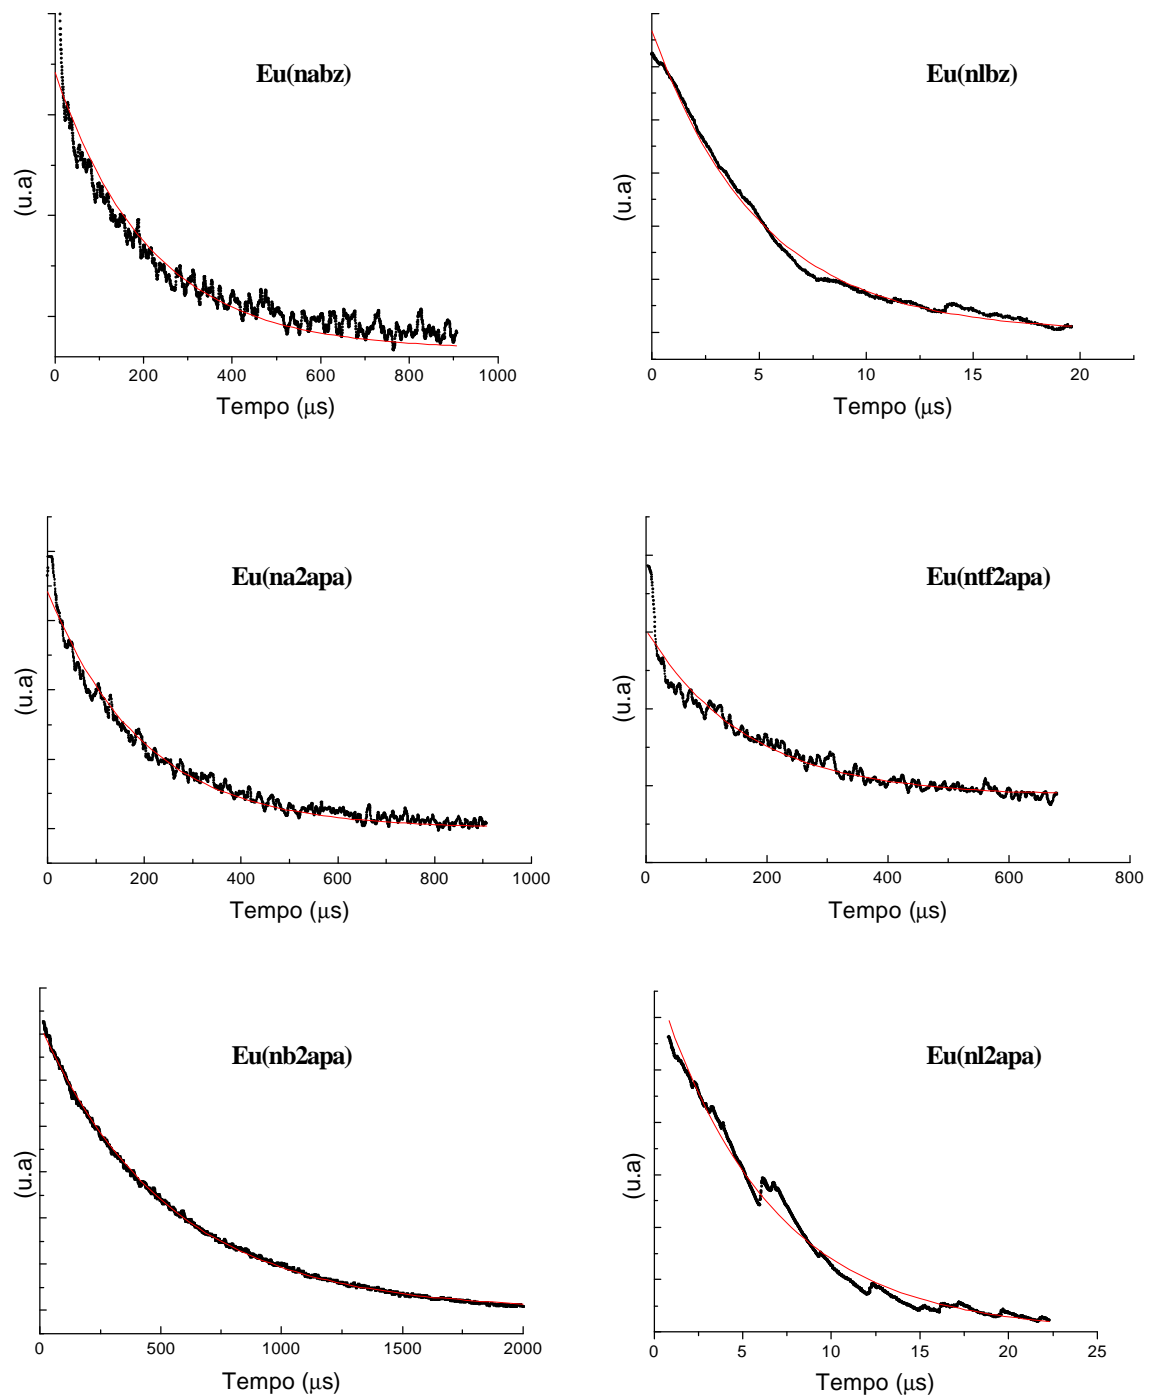 Eu(nabz)
(u.a)
0 200 400 600 800 1000
Tempo (μs)
Eu(nlbz)
(u.a)
0 5 10 15 20
Tempo (μs)
Eu(na2apa)
(u.a)
0 200 400 600 800 1000
Tempo (μs)
Eu(ntf2apa)
(u.a)
0 200 400 600 800
Tempo (μs)
Eu(nb2apa)
(u.a)
0 500 1000 1500 2000
Tempo (μs)
Eu(nl2apa)
(u.a)
0 5 10 15 20 25
Tempo (μs)